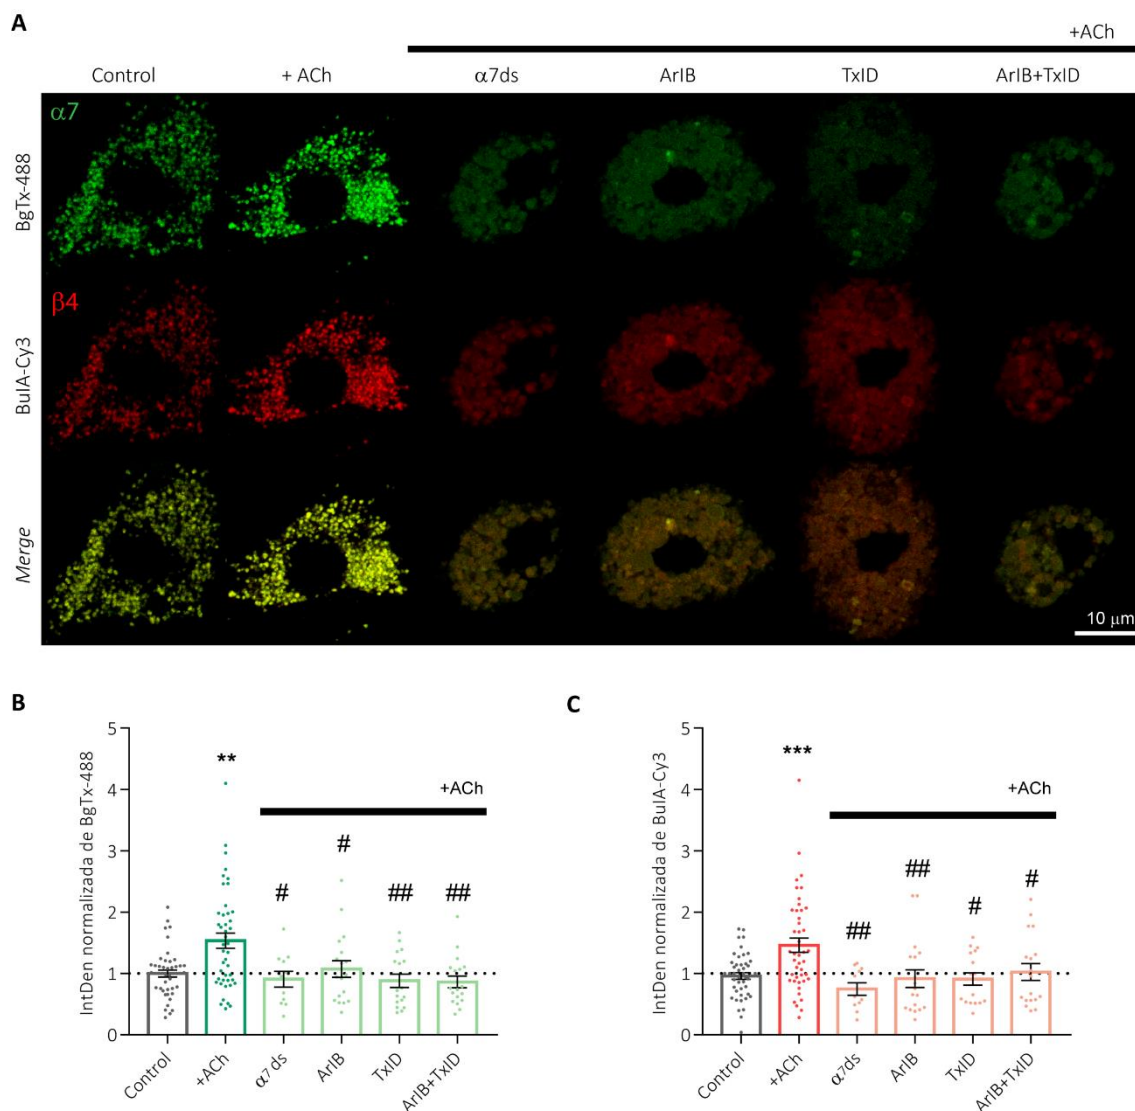 A
+ACh
Control + ACh α7ds ArIB TxID ArIB+TxID
α7
BgTx-488
β4
BuIA-Cy3
Merge
10 μm
B
IntDen normalizada de BgTx-488
5
4
3
2
1
0
**
+ACh
#
#
##
##
Control
+ACh
α7ds
ArIB
TxID
ArIB+TxID
C
IntDen normalizada de BuIA-Cy3
5
4
3
2
1
0
***
+ACh
##
##
#
#
Control
+ACh
α7ds
ArIB
TxID
ArIB+TxID